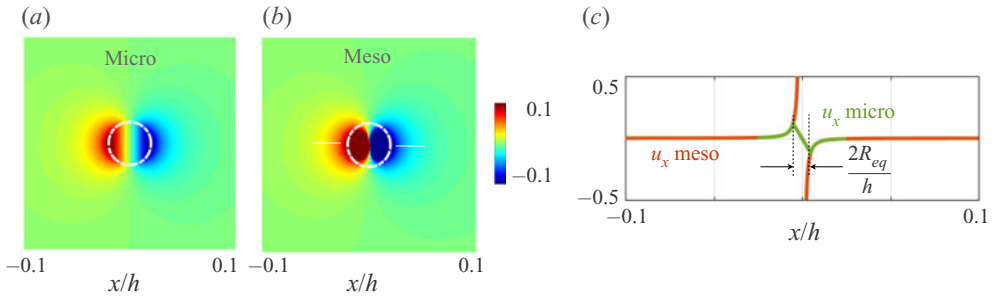 (a)
Micro
−0.1
0.1
x/h
(b)
Meso
−0.1
0.1
x/h
0.1
−0.1
(c)
0.5
−0.5
u_x micro
u_x meso
2R_eq
h
−0.1
0.1
x/h